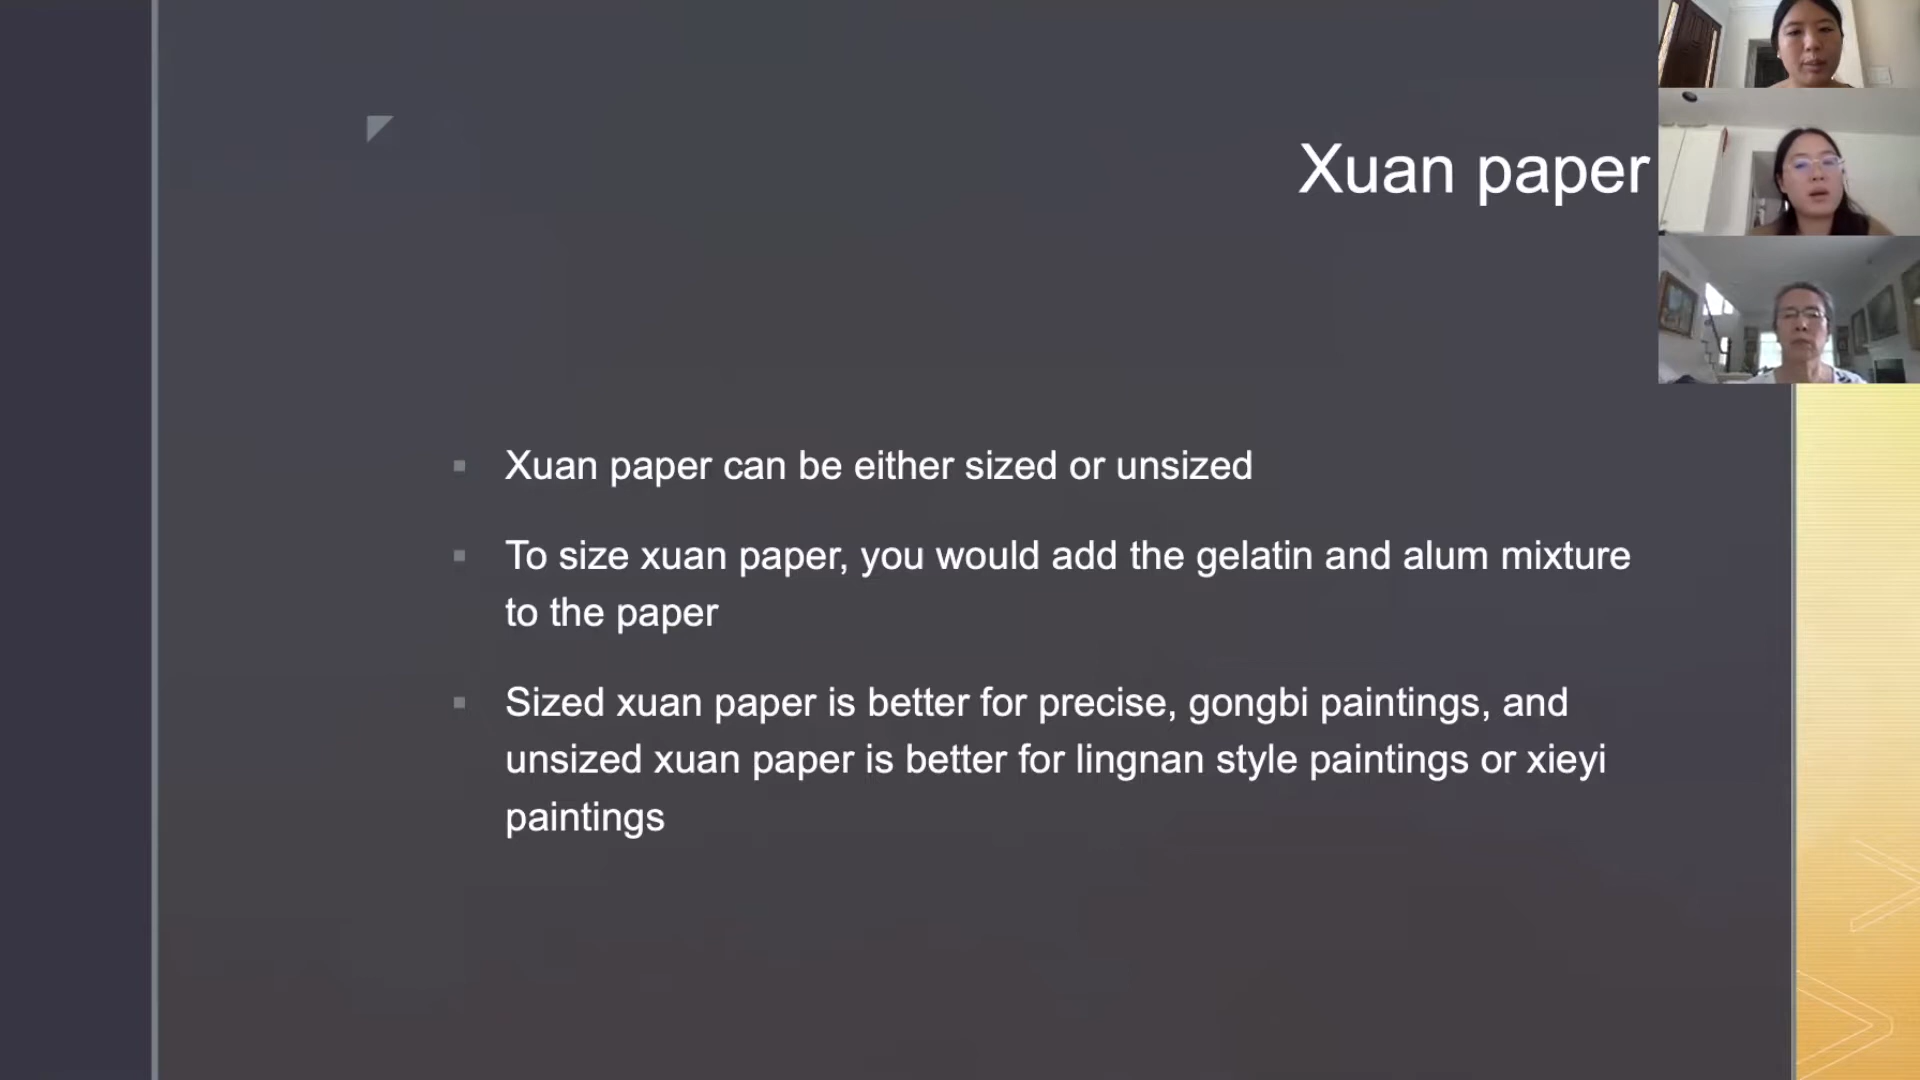 Xuan paper
Xuan paper can be either sized or unsized
To size xuan paper, you would add the gelatin and alum mixture
to the paper
Sized xuan paper is better for precise, gongbi paintings, and
unsized xuan paper is better for lingnan style paintings or xieyi
paintings